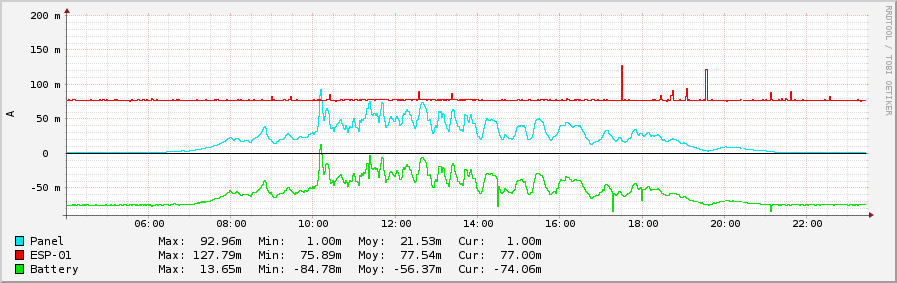 RRDTOOL / TOBI OETIKER
200 m
150 m
100 m
50 m
0
-50 m
A
06:00 08:00 10:00 12:00 14:00 16:00 18:00 20:00 22:00
Panel Max: 92.96m Min: 1.00m Moy: 21.53m Cur: 1.00m
ESP-01 Max: 127.79m Min: 75.89m Moy: 77.54m Cur: 77.00m
Battery Max: 13.65m Min: -84.78m Moy: -56.37m Cur: -74.06m